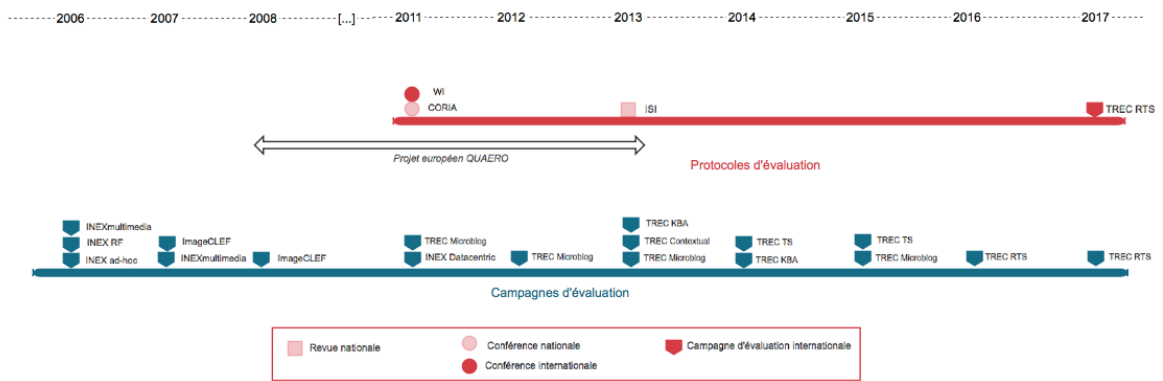 2006 2007 2008 [...] 2011 2012 2013 2014 2015 2016 2017
WI
CORIA ISI TREC RTS
Projet européen QUAERO
Protocoles d'évaluation
INEXmultimedia TREC KBA
INEX RF ImageCLEF TREC Microblog TREC Contextual TREC TS TREC TS
INEX ad-hoc INEXmultimedia ImageCLEF INEX Datacentric TREC Microblog TREC Microblog TREC KBA TREC Microblog TREC RTS TREC RTS
Campagnes d'évaluation
Revue nationale Conférence nationale Campagne d'évaluation internationale
Conférence internationale